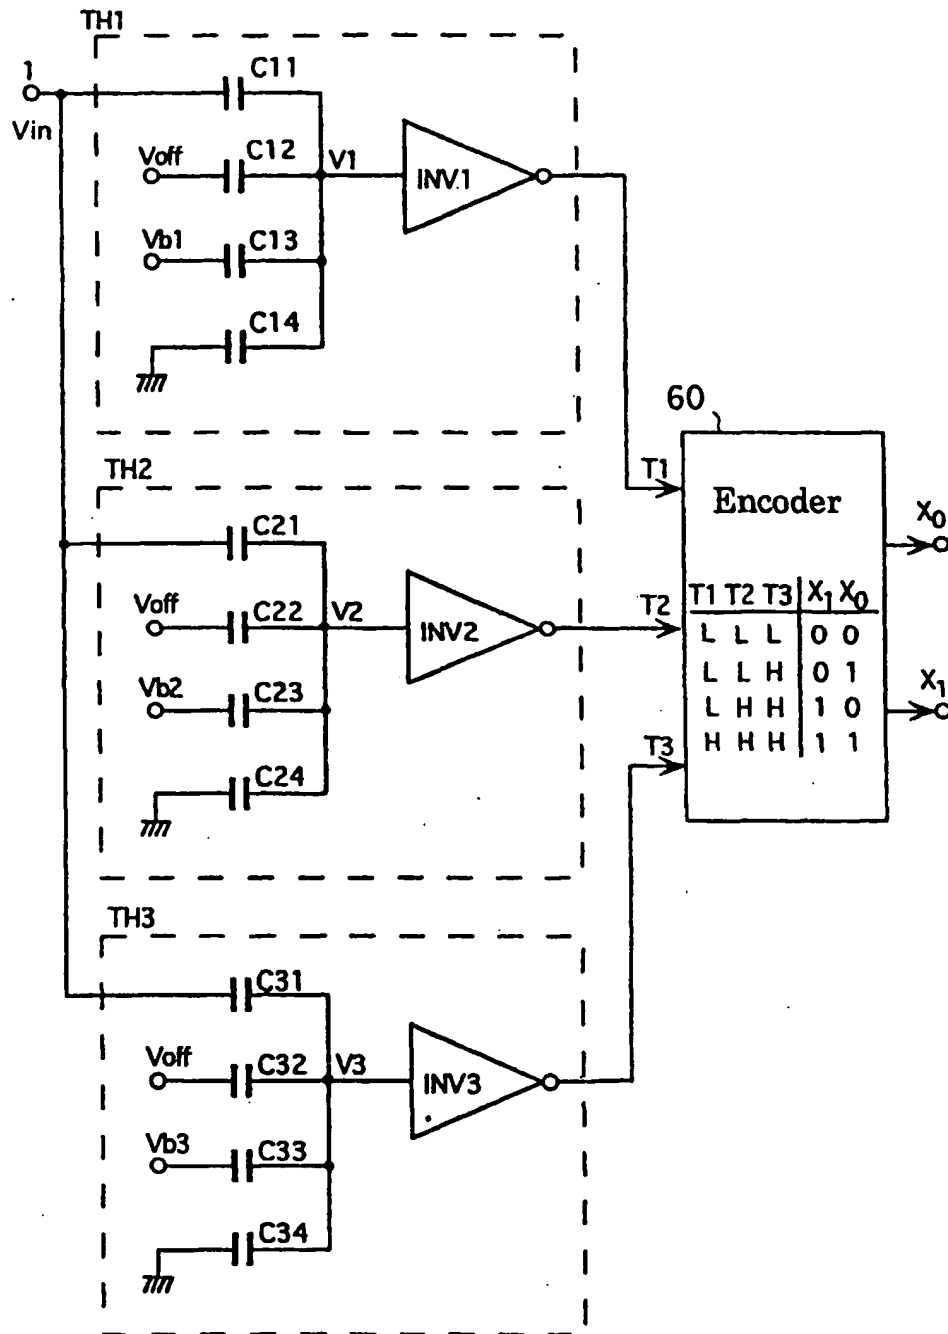 TH1
1
Vin
C11
Voff
C12
V1
INV.1
Vb1
C13
C14
TH2
C21
Voff
C22
V2
INV2
Vb2
C23
C24
TH3
C31
Voff
C32
V3
INV3
Vb3
C33
C34
60
T1
T2
T3
Encoder
T1 T2 T3 X1 X0
L L L 0 0
L L H 0 1
L H H 1 0
H H H 1 1
X0
X1